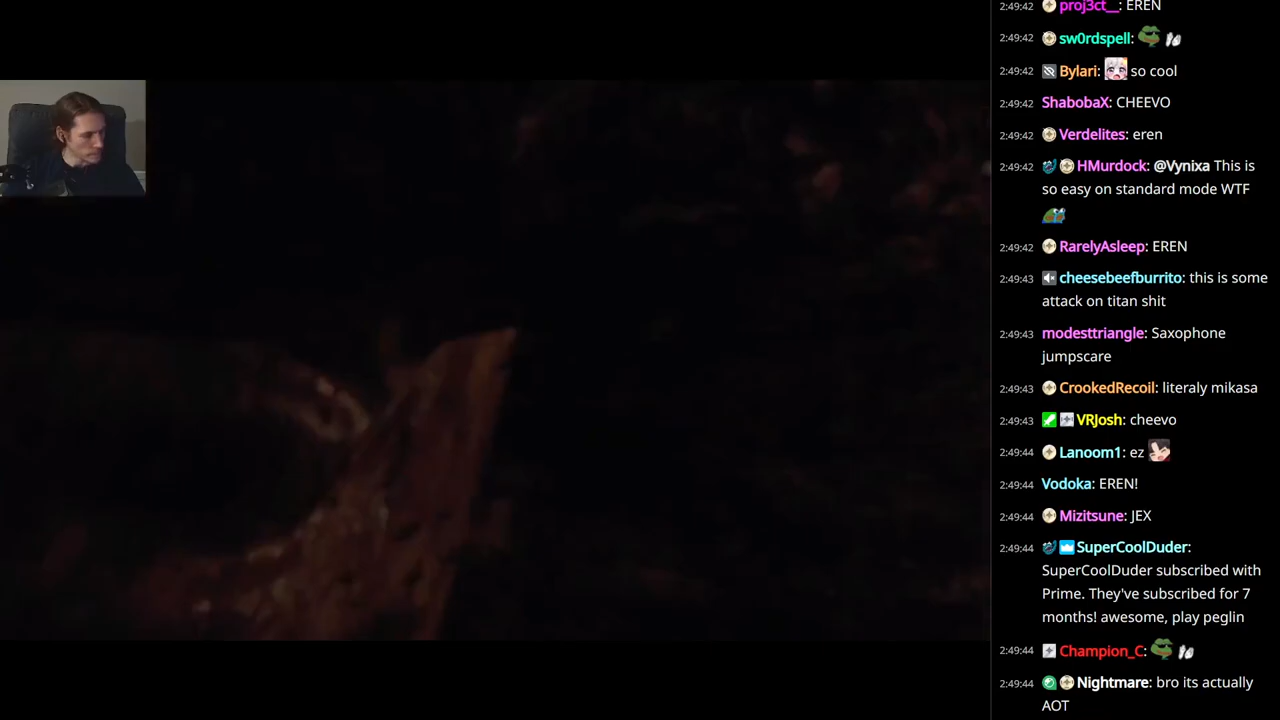 2:49:42 proj3ct__: EREN
2:49:42 sw0rdspell:
2:49:42 Bylari: so cool
2:49:42 ShabobaX: CHEEVO
2:49:42 Verdelites: eren
2:49:42 HMurdock: @Vynixa This is
so easy on standard mode WTF
2:49:42 RarelyAsleep: EREN
2:49:43 cheesebeefburrito: this is some
attack on titan shit
2:49:43 modesttriangle: Saxophone
jumpscare
2:49:43 CrookedRecoil: literaly mikasa
2:49:43 VRJosh: cheevo
2:49:44 Lanoom1: ez
2:49:44 Vodoka: EREN!
2:49:44 Mizitsune: JEX
2:49:44 SuperCoolDuder:
SuperCoolDuder subscribed with
Prime. They've subscribed for 7
months! awesome, play peglin
2:49:44 Champion_C:
2:49:44 Nightmare: bro its actually
AOT